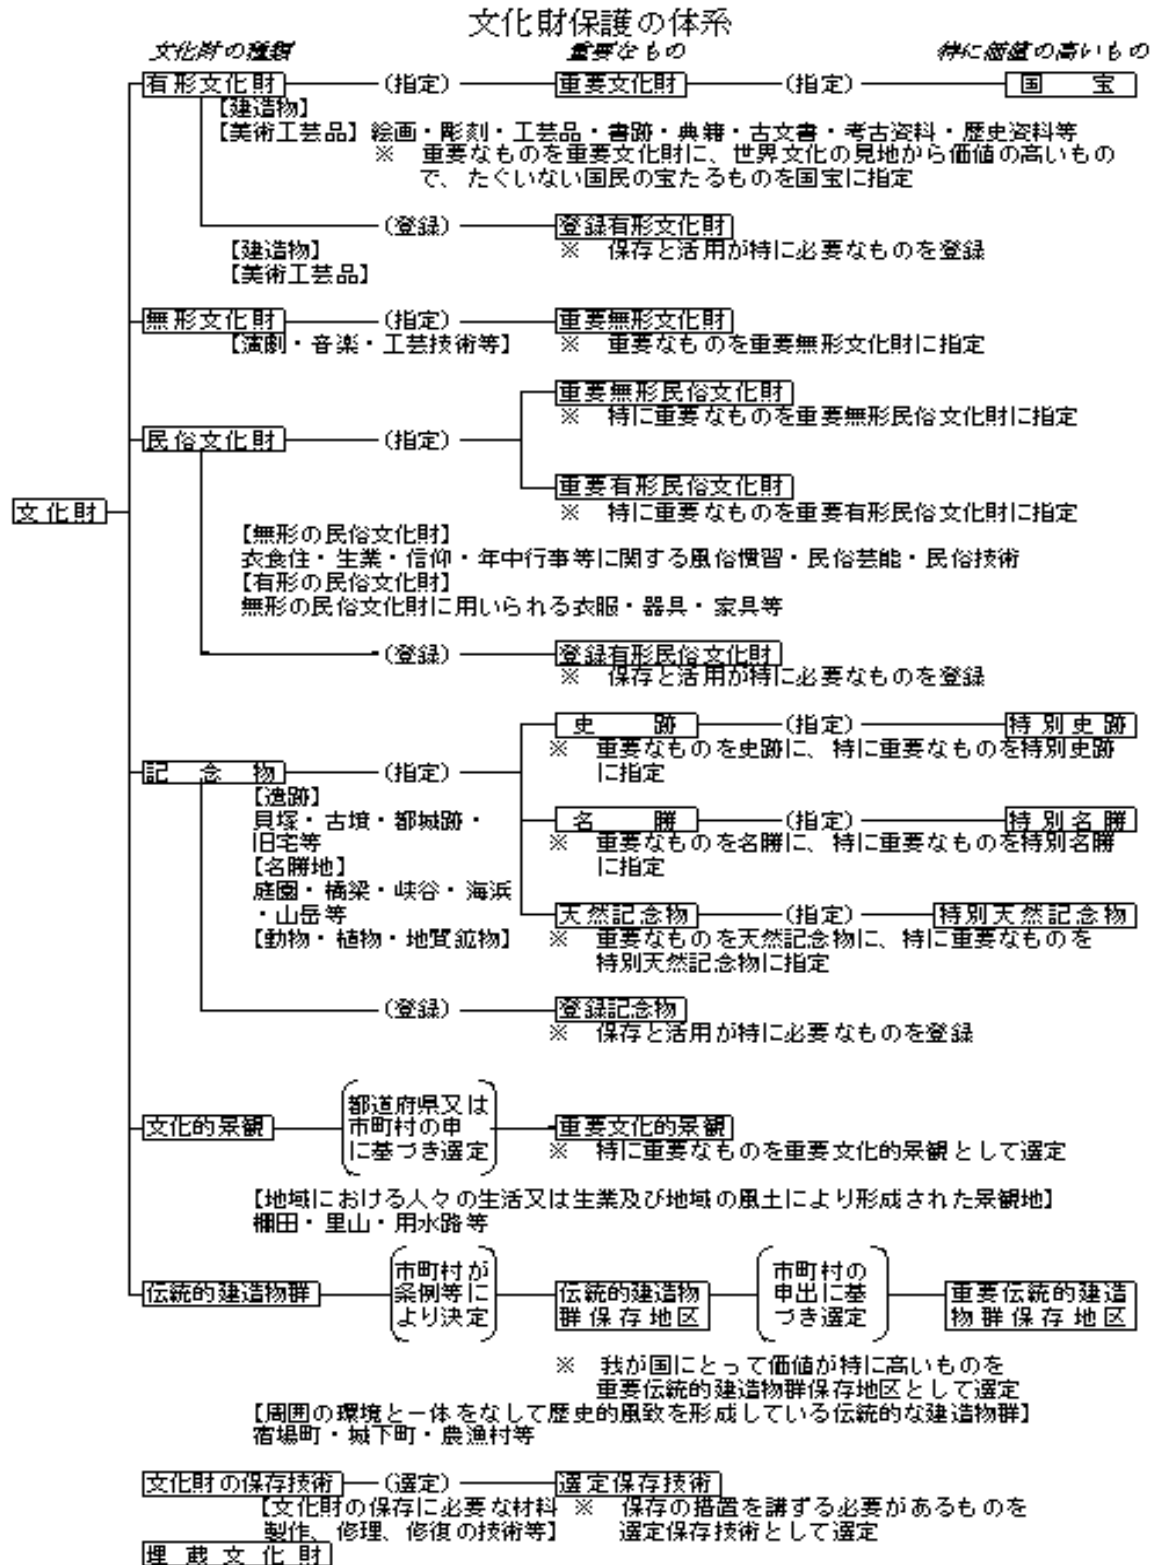 文化財保護の体系
文化財の種類 重要なもの 特に価値の高いもの
有形文化財 (指定) 重要文化財 (指定) 国宝
【建造物】
【美術工芸品】絵画・彫刻・工芸品・書跡・典籍・古文書・考古資料・歴史資料等
※ 重要なものを重要文化財に、世界文化の見地から価値の高いもの
で、たぐいない国民の宝たるものを国宝に指定
(登録) 登録有形文化財
【建造物】 ※ 保存と活用が特に必要なものを登録
【美術工芸品】
無形文化財 (指定) 重要無形文化財
【演劇・音楽・工芸技術等】 ※ 重要なものを重要無形文化財に指定
重要無形民俗文化財
※ 特に重要なものを重要無形民俗文化財に指定
民俗文化財 (指定)
重要有形民俗文化財
文化財 ※ 特に重要なものを重要有形民俗文化財に指定
【無形の民俗文化財】
衣食住・生業・信仰・年中行事等に関する風俗慣習・民俗芸能・民俗技術
【有形の民俗文化財】
無形の民俗文化財に用いられる衣服・器具・家具等
(登録) 登録有形民俗文化財
※ 保存と活用が特に必要なものを登録
史跡 (指定) 特別史跡
※ 重要なものを史跡に、特に重要なものを特別史跡
に指定
記念物 (指定)
【遺跡】
貝塚・古墳・都城跡・
旧宅等
【名勝地】
庭園・橋梁・峡谷・海浜
・山岳等
【動物・植物・地質鉱物】
名勝 (指定) 特別名勝
※ 重要なものを名勝に、特に重要なものを特別名勝
に指定
天然記念物 (指定) 特別天然記念物
※ 重要なものを天然記念物に、特に重要なものを
特別天然記念物に指定
(登録) 登録記念物
※ 保存と活用が特に必要なものを登録
文化的景観
都道府県又は
市町村の申
に基づき選定
重要文化的景観
※ 特に重要なものを重要文化的景観として選定
【地域における人々の生活又は生業及び地域の風土により形成された景観地】
棚田・里山・用水路等
伝統的建造物群
市町村が
条例等に
より決定
伝統的建造物
群保存地区
市町村の
申出に基
づき選定
重要伝統的建造
物群保存地区
※ 我が国にとって価値が特に高いものを
重要伝統的建造物群保存地区として選定
【周囲の環境と一体をなして歴史的風致を形成している伝統的な建造物群】
宿場町・城下町・農漁村等
文化財の保存技術 (選定) 選定保存技術
【文化財の保存に必要な材料
製作、修理、修復の技術等】
※ 保存の措置を講ずる必要があるものを
選定保存技術として選定
埋蔵文化財